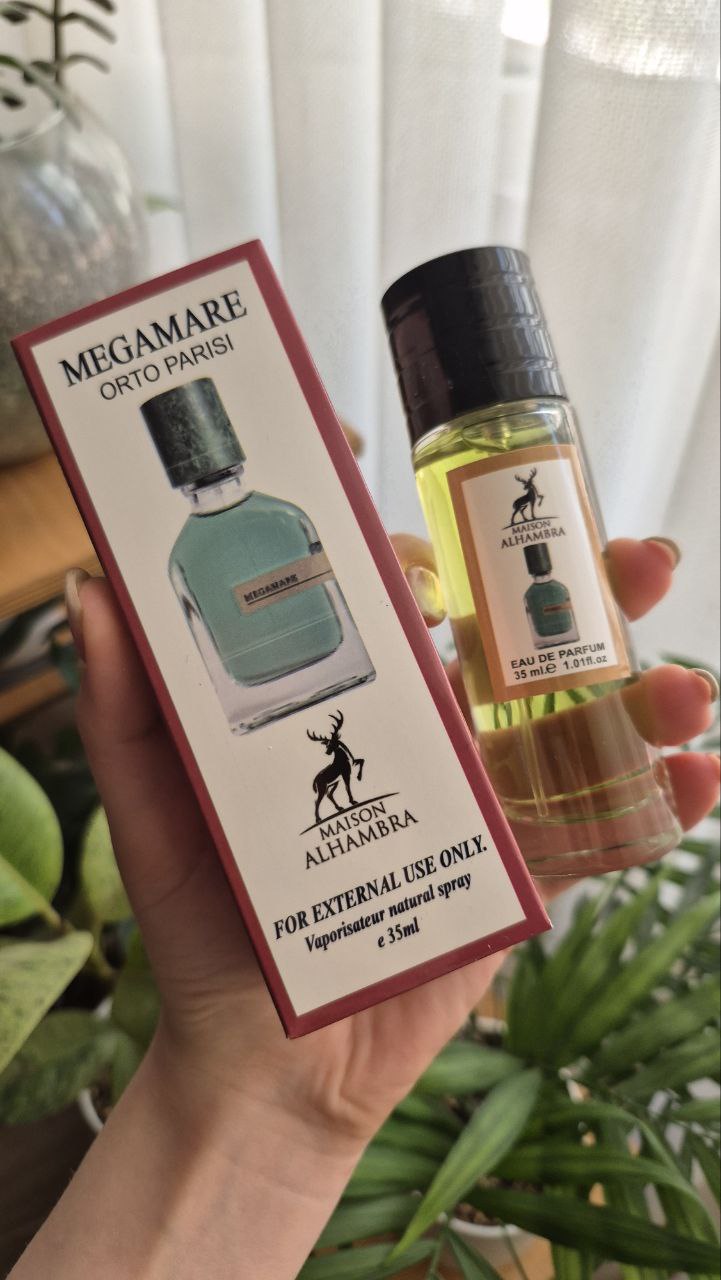 MEGAMARE
ORTO PARISI
MEGAMARE
MAISON
ALHAMBRA
FOR EXTERNAL USE ONLY.
Vaporisateur natural spray
e 35ml
MAISON
ALHAMBRA
EAU DE PARFUM
35 ml.e 1.01fl.oz